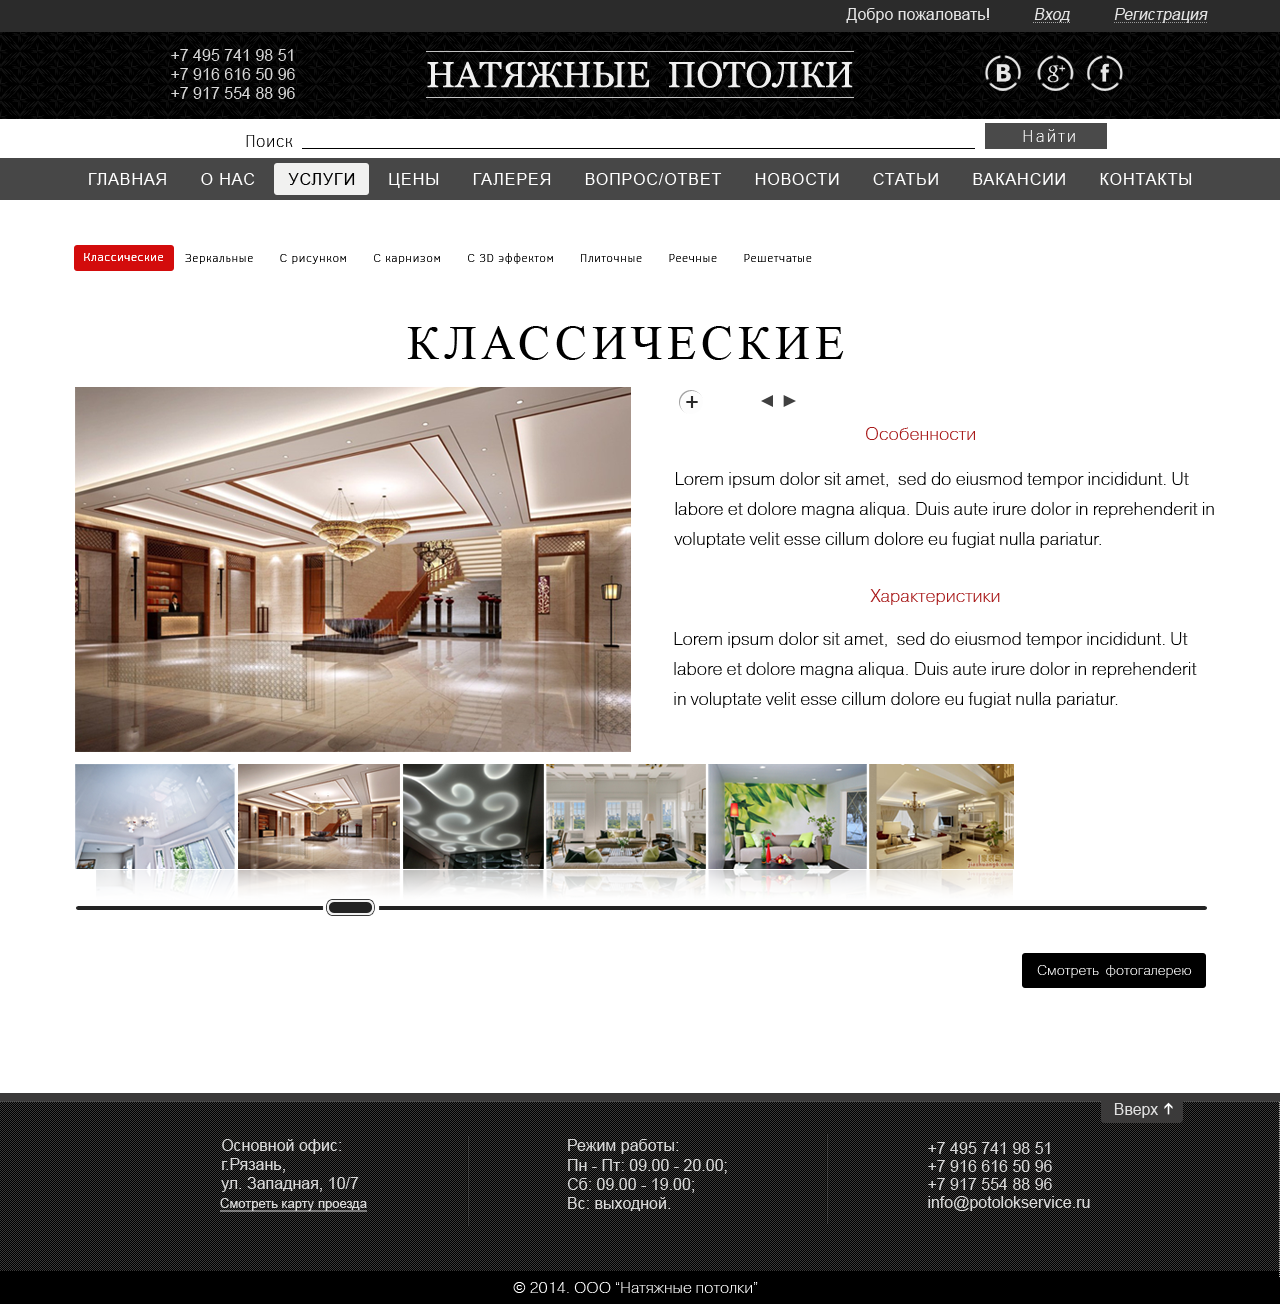 Добро пожаловать! Вход Регистрация
+7 495 741 98 51
+7 916 616 50 96
+7 917 554 88 96
НАТЯЖНЫЕ ПОТОЛКИ
Поиск Найти
ГЛАВНАЯ О НАС УСЛУГИ ЦЕНЫ ГАЛЕРЕЯ ВОПРОС/ОТВЕТ НОВОСТИ СТАТЬИ ВАКАНСИИ КОНТАКТЫ
Классические Зеркальные С рисунком С карнизом С 3D эффектом Плиточные Реечные Решетчатые
КЛАССИЧЕСКИЕ
Особенности
Lorem ipsum dolor sit amet, sed do eiusmod tempor incididunt. Ut
labore et dolore magna aliqua. Duis aute irure dolor in reprehenderit in
voluptate velit esse cillum dolore eu fugiat nulla pariatur.
Характеристики
Lorem ipsum dolor sit amet, sed do eiusmod tempor incididunt. Ut
labore et dolore magna aliqua. Duis aute irure dolor in reprehenderit
in voluptate velit esse cillum dolore eu fugiat nulla pariatur.
Смотреть фотогалерею
Вверх
Основной офис:
г.Рязань,
ул. Западная, 10/7
Смотреть карту проезда
Режим работы:
Пн - Пт: 09.00 - 20.00;
Сб: 09.00 - 19.00;
Вс: выходной.
+7 495 741 98 51
+7 916 616 50 96
+7 917 554 88 96
info@potolokservice.ru
© 2014. ООО “Натяжные потолки”